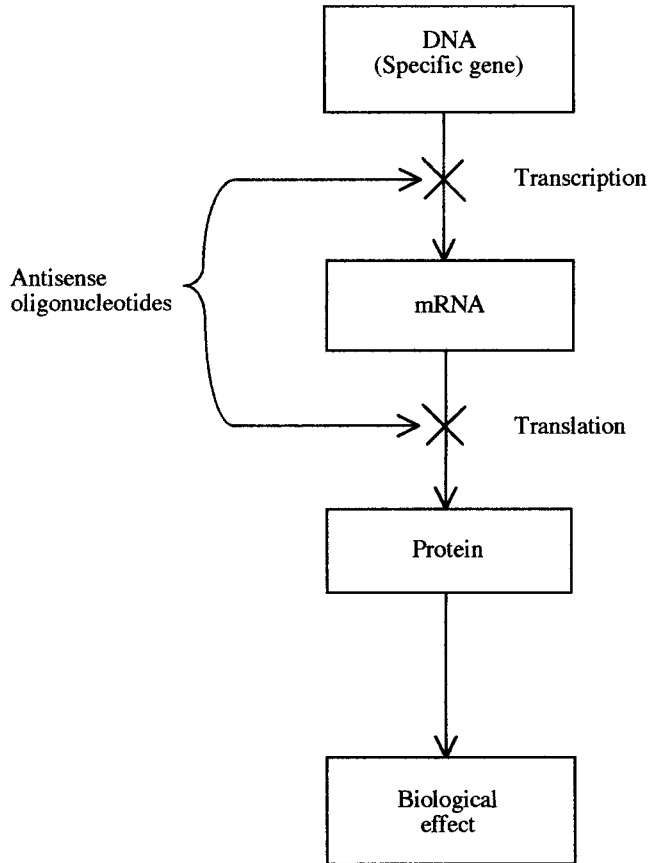 DNA
(Specific gene)
Transcription
Antisense
oligonucleotides
mRNA
Translation
Protein
Biological
effect